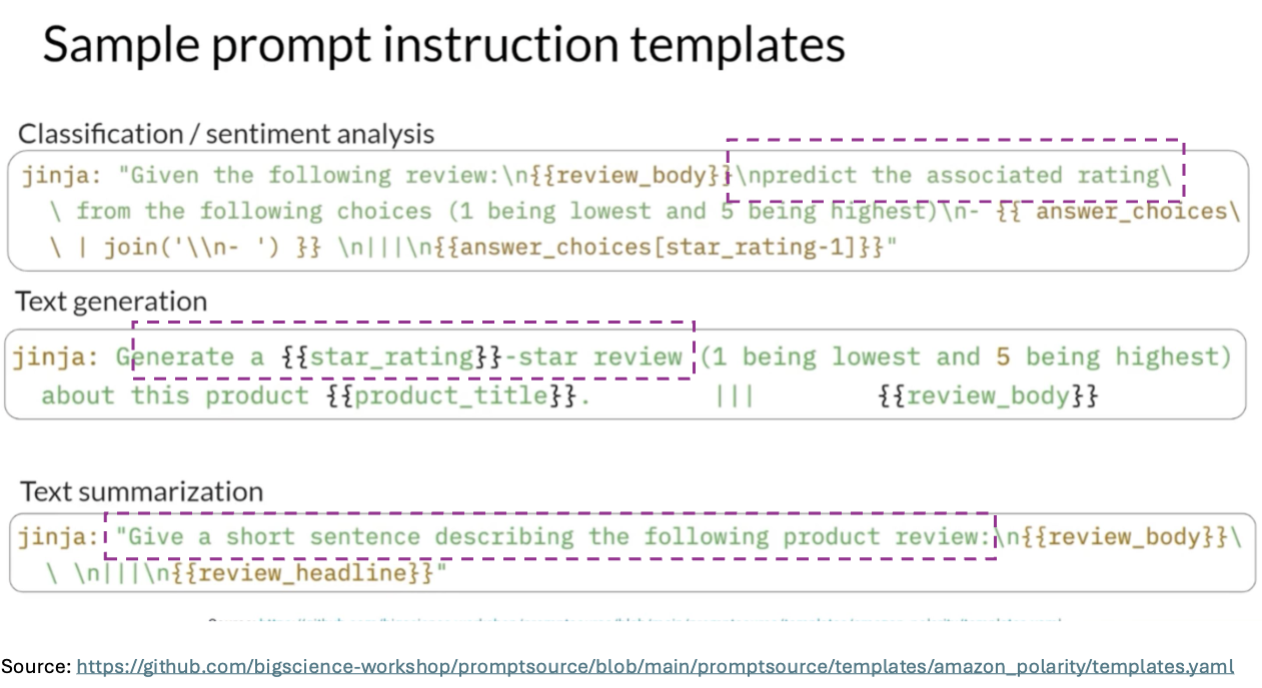 Sample prompt instruction templates
Classification / sentiment analysis
jinja: "Given the following review:\n{{review_body}}\npredict the associated rating\
\ from the following choices (1 being lowest and 5 being highest)\n- {{ answer_choices\
\ | join('\\n- ') }} \n|||\n{{answer_choices[star_rating-1]}}"
Text generation
jinja: Generate a {{star_rating}}-star review (1 being lowest and 5 being highest)
about this product {{product_title}}. ||| {{review_body}}
Text summarization
jinja: "Give a short sentence describing the following product review:\n{{review_body}}\
\ \n|||\n{{review_headline}}"
Source: https://github.com/bigscience-workshop/promptsource/blob/main/promptsource/templates/amazon_polarity/templates.yaml